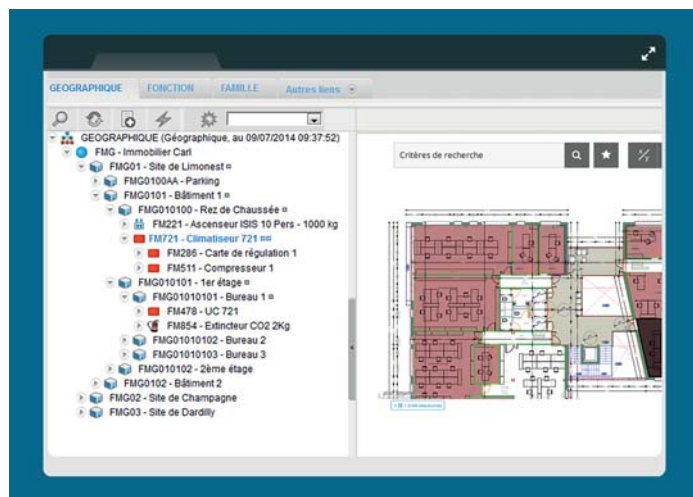 GEOGRAPHIQUE FONCTION FAMILLE Autres liens
GEOGRAPHIQUE (Géographique, au 09/07/2014 09:37:52)
FMG - Immobilier Carl
FMG01 - Site de Limonest
FMG0100AA - Parking
FMG0101 - Bâtiment 1
FMG010100 - Rez de Chaussée
FM221 - Ascenseur ISIS 10 Pers - 1000 kg
FM721 - Climatiseur 721
FM286 - Carte de régulation 1
FM511 - Compresseur 1
FMG010101 - 1er étage
FMG01010101 - Bureau 1
FM478 - UC 721
FM854 - Extincteur CO2 2Kg
FMG01010102 - Bureau 2
FMG01010103 - Bureau 3
FMG010102 - 2ème étage
FMG0102 - Bâtiment 2
FMG02 - Site de Champagne
FMG03 - Site de Dardilly
Critères de recherche